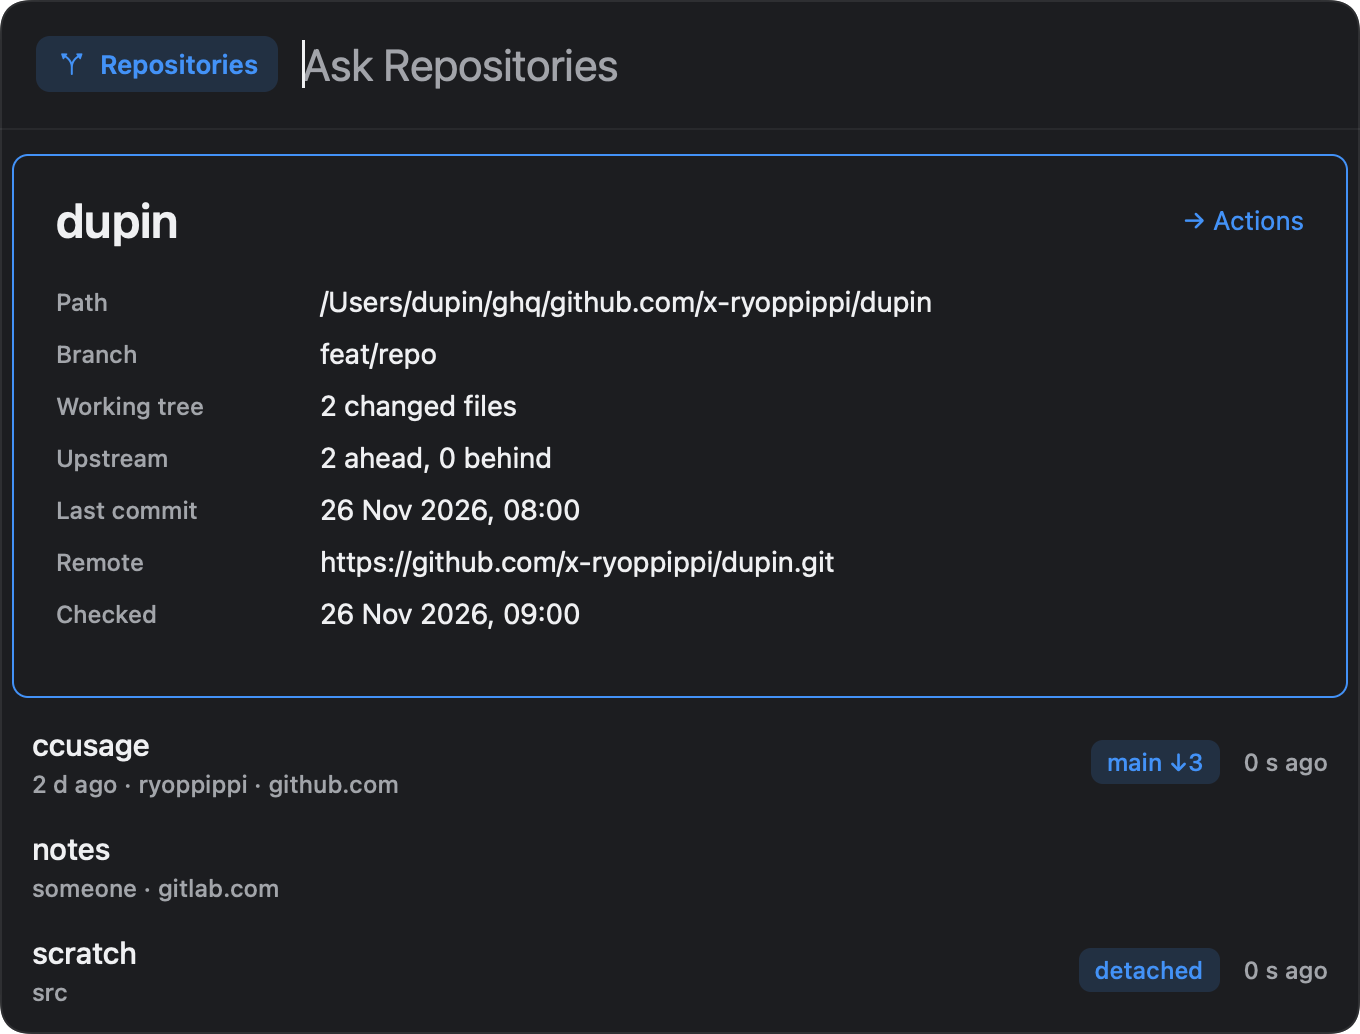 Repositories
Ask Repositories
dupin
→ Actions
Path /Users/dupin/ghq/github.com/x-ryoppippi/dupin
Branch feat/repo
Working tree 2 changed files
Upstream 2 ahead, 0 behind
Last commit 26 Nov 2026, 08:00
Remote https://github.com/x-ryoppippi/dupin.git
Checked 26 Nov 2026, 09:00
ccusage
main ↓3 0 s ago
2 d ago · ryoppippi · github.com
notes
someone · gitlab.com
scratch
detached 0 s ago
src